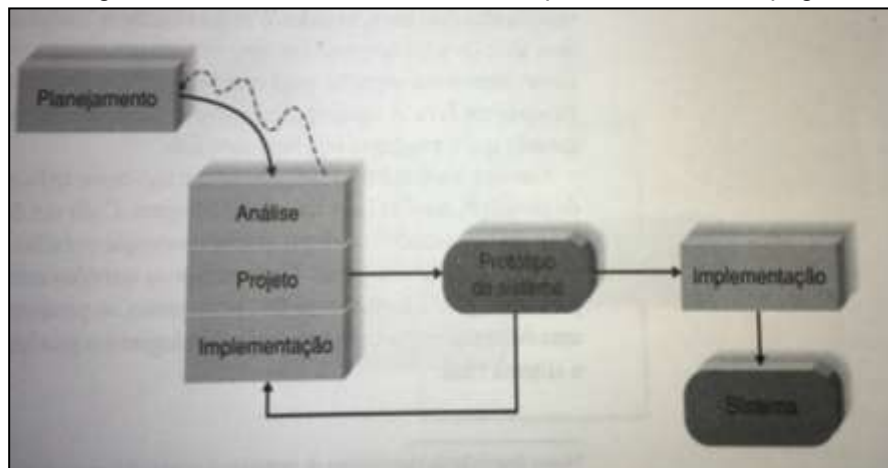 Planejamento
Análise
Projeto
Implementação
Protótipo
do sistema
Implementação
Sistema